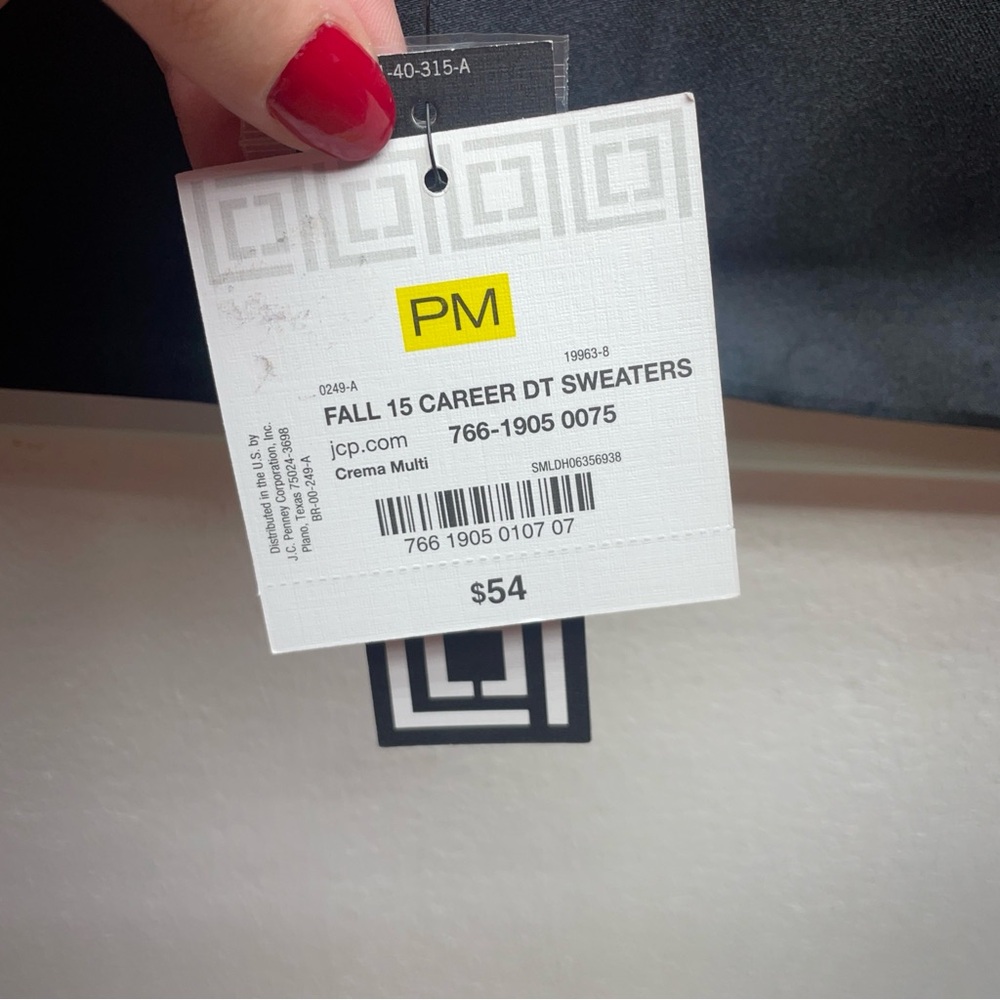 -40-315-A
PM
0249-A
19963-8
FALL 15 CAREER DT SWEATERS
jcp.com 766-1905 0075
Crema Multi
SMLDH06356938
766 1905 0107 07
$54
Distributed in the U.S. by
J.C. Penney Corporation, Inc.
Plano, Texas 75024-3698
BR-00-249-A